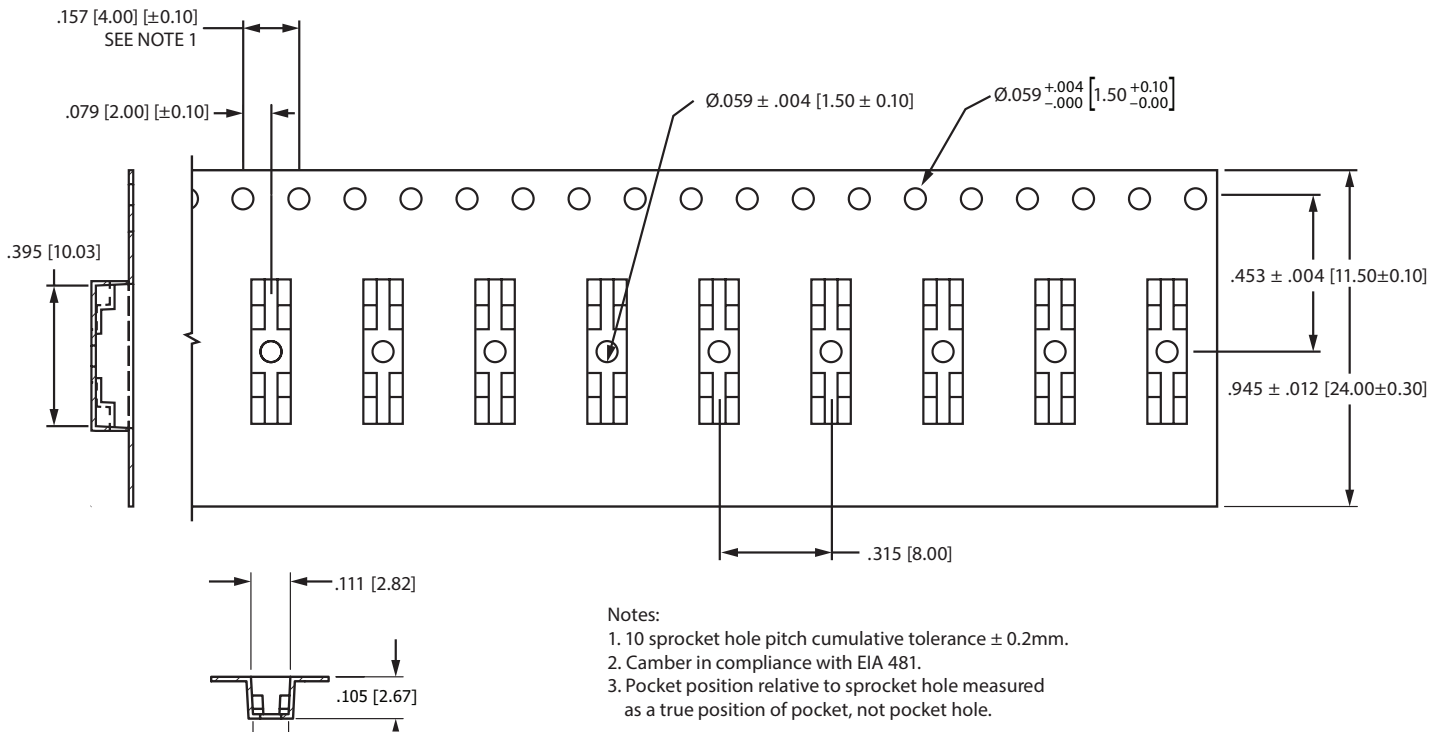 .157 [4.00] [±0.10]
SEE NOTE 1
.079 [2.00] [±0.10]
Ø.059 ± .004 [1.50 ± 0.10]
Ø.059 +.004 -.000 [1.50 +0.10 -0.00]
.395 [10.03]
.453 ± .004 [11.50±0.10]
.945 ± .012 [24.00±0.30]
.315 [8.00]
.111 [2.82]
.105 [2.67]
Notes:
1. 10 sprocket hole pitch cumulative tolerance ± 0.2mm.
2. Camber in compliance with EIA 481.
3. Pocket position relative to sprocket hole measured
as a true position of pocket, not pocket hole.